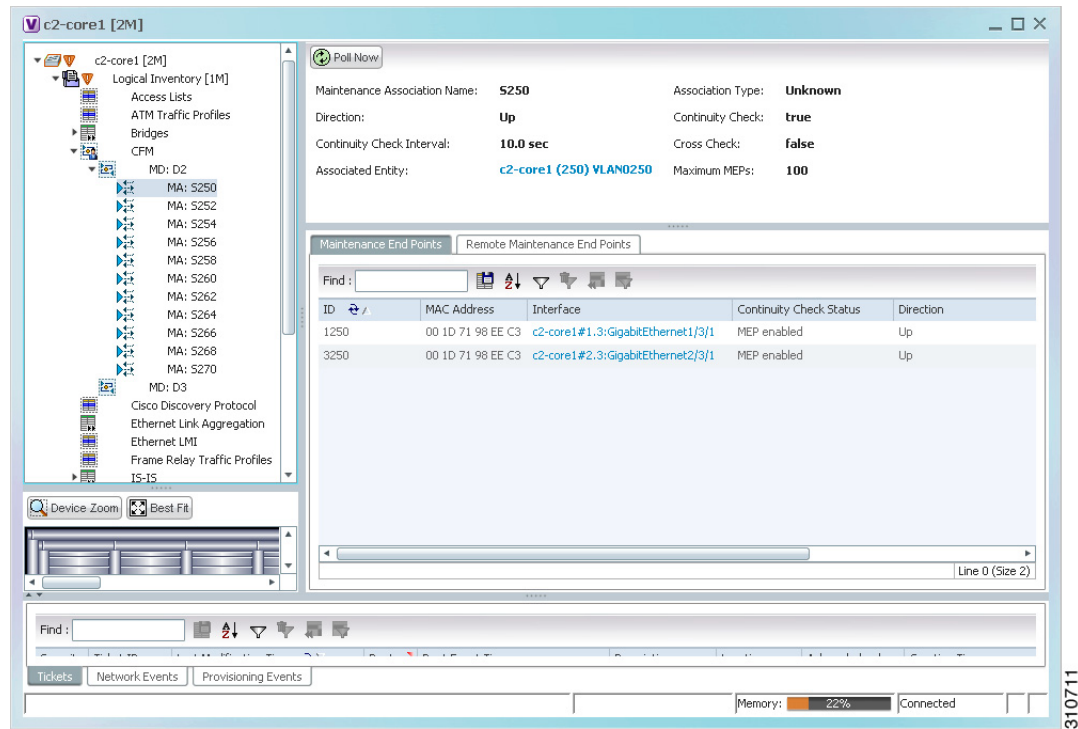 c2-core1 [2M]
c2-core1 [2M]
Logical Inventory [1M]
Access Lists
ATM Traffic Profiles
Bridges
CFM
MD: D2
MA: S250
MA: S252
MA: S254
MA: S256
MA: S258
MA: S260
MA: S262
MA: S264
MA: S266
MA: S268
MA: S270
MD: D3
Cisco Discovery Protocol
Ethernet Link Aggregation
Ethernet LMI
Frame Relay Traffic Profiles
IS-IS
Device Zoom Best Fit
Poll Now
Maintenance Association Name: S250 Association Type: Unknown
Direction: Up Continuity Check: true
Continuity Check Interval: 10.0 sec Cross Check: false
Associated Entity: c2-core1 (250) VLAN0250 Maximum MEPs: 100
Maintenance End Points Remote Maintenance End Points
Find :
ID MAC Address Interface Continuity Check Status Direction
1250 00 1D 71 98 EE C3 c2-core1#1.3:GigabitEthernet1/3/1 MEP enabled Up
3250 00 1D 71 98 EE C3 c2-core1#2.3:GigabitEthernet2/3/1 MEP enabled Up
Line 0 (Size 2)
Find :
Tickets Network Events Provisioning Events
Memory: 22% Connected
310711